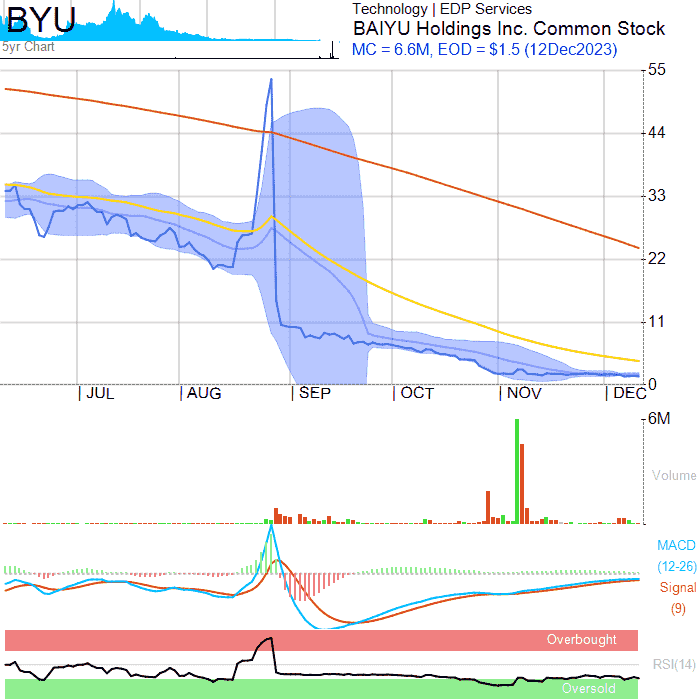 BYU
5yr Chart
Technology | EDP Services
BAIYU Holdings Inc. Common Stock
MC = 6.6M, EOD = $1.5 (12Dec2023)
55
44
33
22
11
0
| JUL | AUG | SEP | OCT | NOV | DEC
6M
Volume
MACD
(12-26)
Signal
(9)
Overbought
RSI(14)
Oversold